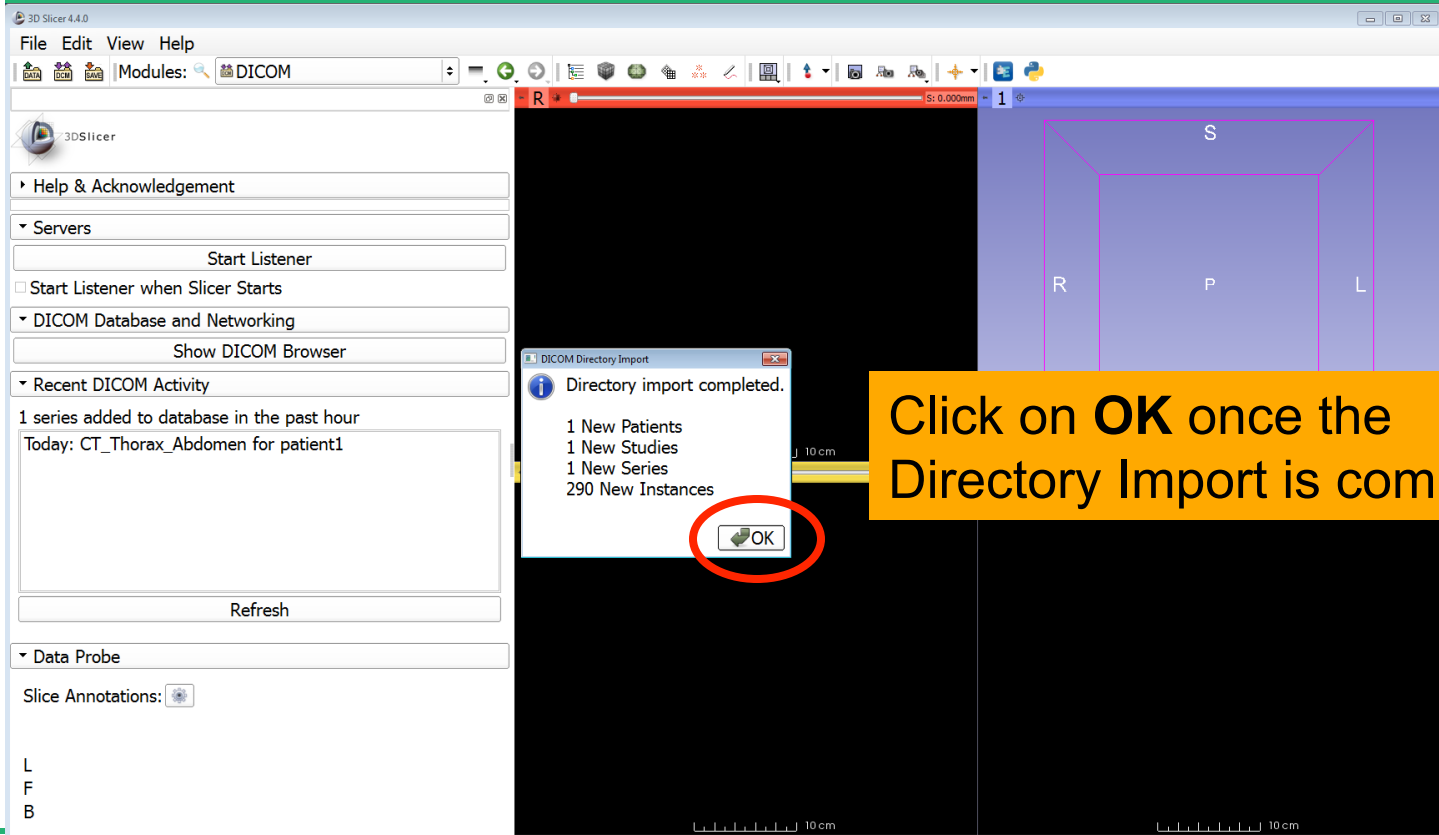 3D Slicer 4.4.0
File Edit View Help
DATA DCM SAVE Modules: DICOM
R S: 0.000mm 1
3DSlicer
Help & Acknowledgement
Servers
Start Listener
Start Listener when Slicer Starts
DICOM Database and Networking
Show DICOM Browser
Recent DICOM Activity
1 series added to database in the past hour
Today: CT_Thorax_Abdomen for patient1
Refresh
Data Probe
Slice Annotations:
L
F
B
DICOM Directory Import
Directory import completed.
1 New Patients
1 New Studies
1 New Series
290 New Instances
OK
10 cm
S
R P L
Click on OK once the
Directory Import is com
10 cm
10 cm